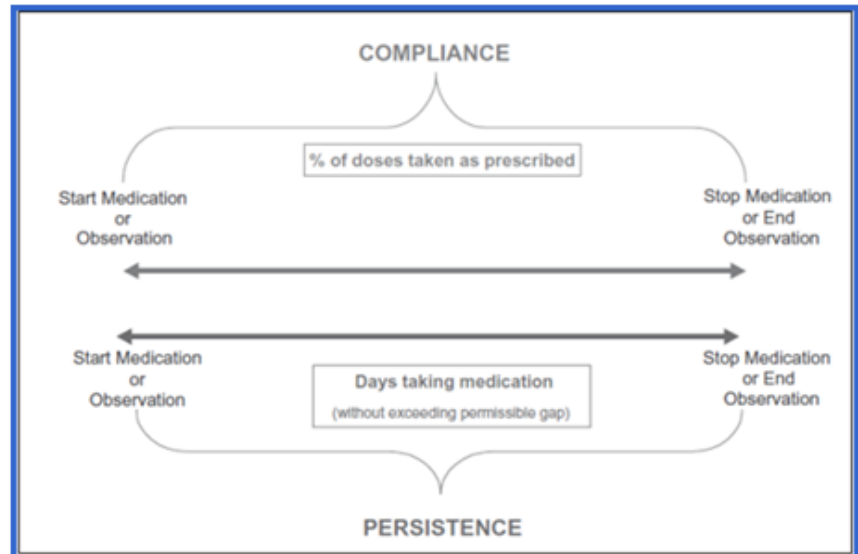 COMPLIANCE
% of doses taken as prescribed
Start Medication
or
Observation
Stop Medication
or End
Observation
Start Medication
or
Observation
Days taking medication
(without exceeding permissible gap)
Stop Medication
or End
Observation
PERSISTENCE